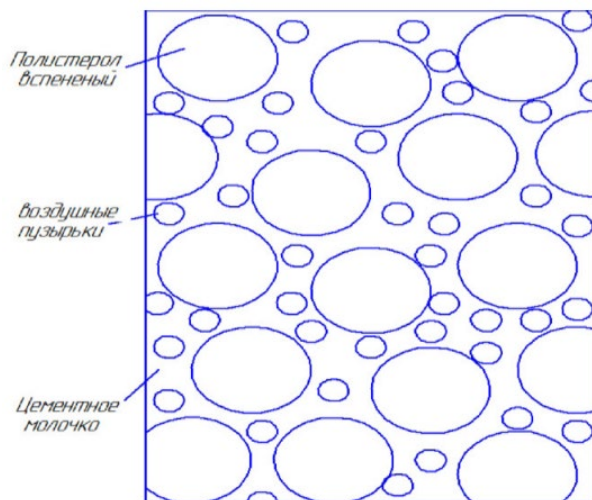 Полистерол
вспененый
воздушные
пузырьки
Цементное
молочко